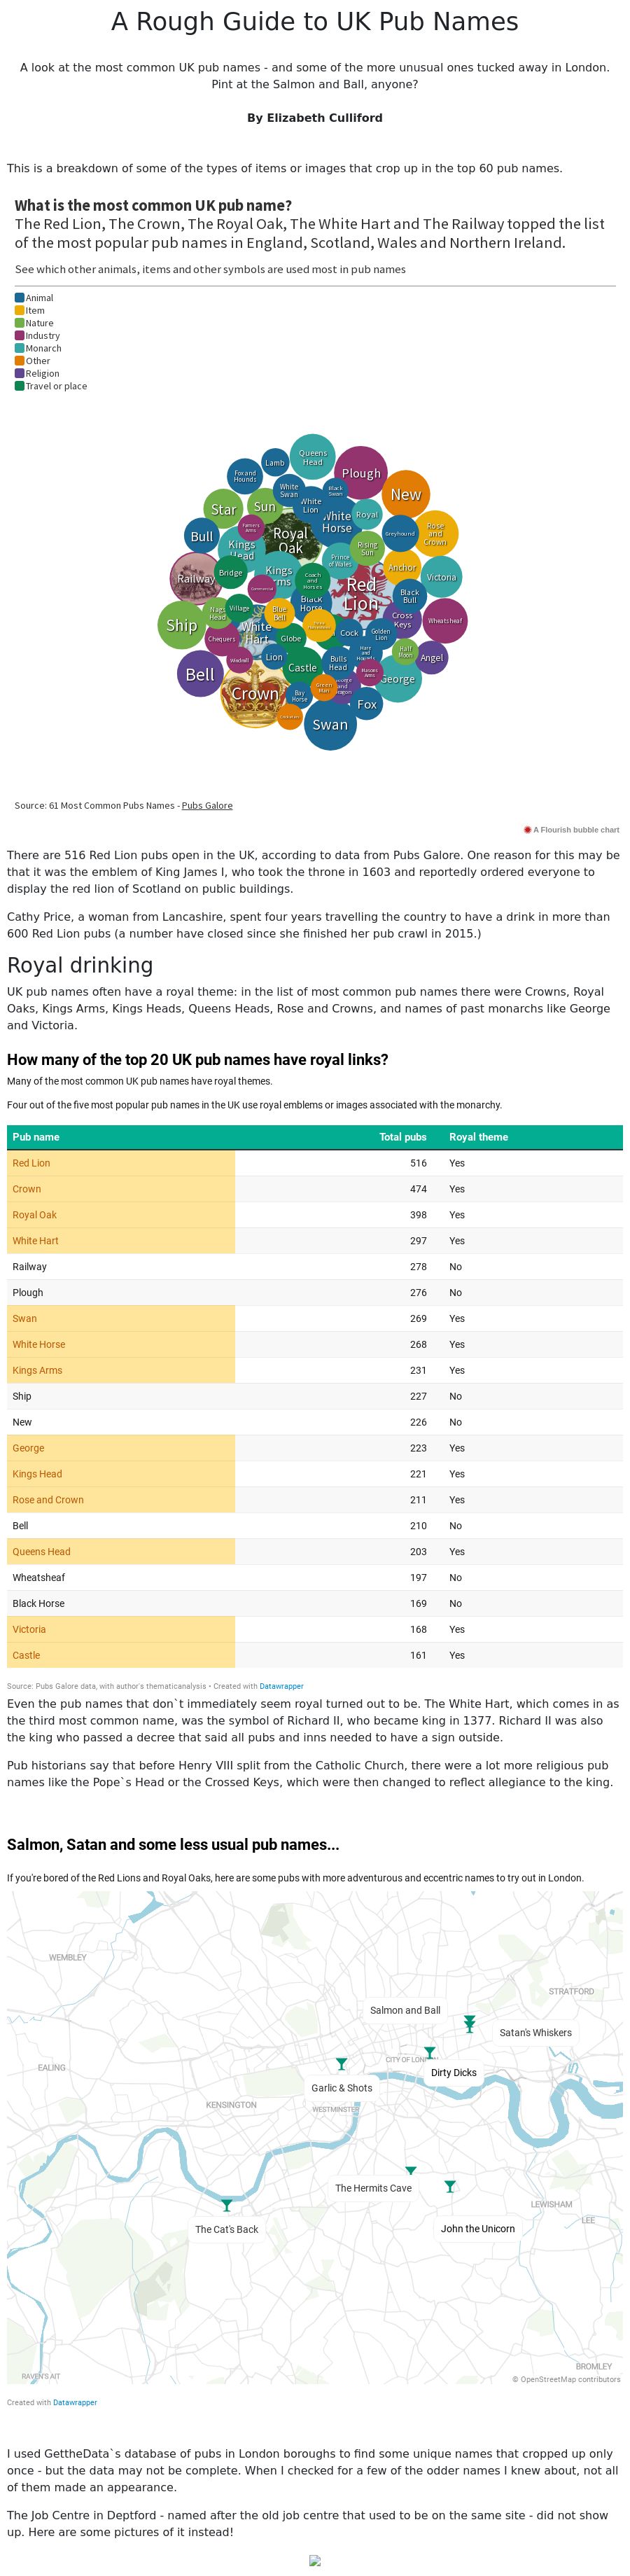 A Rough Guide to UK Pub Names
A look at the most common UK pub names - and some of the more unusual ones tucked away in London.
Pint at the Salmon and Ball, anyone?
By Elizabeth Culliford
This is a breakdown of some of the types of items or images that crop up in the top 60 pub names.
What is the most common UK pub name?
The Red Lion, The Crown, The Royal Oak, The White Hart and The Railway topped the list
of the most popular pub names in England, Scotland, Wales and Northern Ireland.
See which other animals, items and other symbols are used most in pub names
Animal
Item
Nature
Industry
Monarch
Other
Religion
Travel or place
Queens
Head
Lamb
Plough
Fox and
Hounds
White
Swan
Black
Swan
New
Star
Sun
White
Lion
White
Horse
Royal
Rose
and
Crown
Farmers
Arms
Bull
Kings
Head
Royal
Oak
Greyhound
Rising
Sun
Prince
of Wales
Anchor
Railway
Bridge
Kings
Arms
Coach
and
Horses
Red
Lion
Victoria
Commercial
Black
Bull
Nags
Head
Village
Blue
Bell
Black
Horse
Cross
Keys
Wheatsheaf
Ship
Chequers
White
Hart
Globe
Cock
Golden
Lion
Half
Moon
Angel
Lion
Castle
Bulls
Head
Hare
and
Hounds
Bell
Crown
Bay
Horse
Green
Man
Masons
Arms
George
Fox
Swan
Source: 61 Most Common Pubs Names - Pubs Galore
A Flourish bubble chart
There are 516 Red Lion pubs open in the UK, according to data from Pubs Galore. One reason for this may be
that it was the emblem of King James I, who took the throne in 1603 and reportedly ordered everyone to
display the red lion of Scotland on public buildings.
Cathy Price, a woman from Lancashire, spent four years travelling the country to have a drink in more than
600 Red Lion pubs (a number have closed since she finished her pub crawl in 2015.)
Royal drinking
UK pub names often have a royal theme: in the list of most common pub names there were Crowns, Royal
Oaks, Kings Arms, Kings Heads, Queens Heads, Rose and Crowns, and names of past monarchs like George
and Victoria.
How many of the top 20 UK pub names have royal links?
Many of the most common UK pub names have royal themes.
Four out of the five most popular pub names in the UK use royal emblems or images associated with the monarchy.
Pub name Total pubs Royal theme
Red Lion 516 Yes
Crown 474 Yes
Royal Oak 398 Yes
White Hart 297 Yes
Railway 278 No
Plough 276 No
Swan 269 Yes
White Horse 268 Yes
Kings Arms 231 Yes
Ship 227 No
New 226 No
George 223 Yes
Kings Head 221 Yes
Rose and Crown 211 Yes
Bell 210 No
Queens Head 203 Yes
Wheatsheaf 197 No
Black Horse 169 No
Victoria 168 Yes
Castle 161 Yes
Source: Pubs Galore data, with author's thematicanalysis • Created with Datawrapper
Even the pub names that don`t immediately seem royal turned out to be. The White Hart, which comes in as
the third most common name, was the symbol of Richard II, who became king in 1377. Richard II was also
the king who passed a decree that said all pubs and inns needed to have a sign outside.
Pub historians say that before Henry VIII split from the Catholic Church, there were a lot more religious pub
names like the Pope`s Head or the Crossed Keys, which were then changed to reflect allegiance to the king.
Salmon, Satan and some less usual pub names...
If you're bored of the Red Lions and Royal Oaks, here are some pubs with more adventurous and eccentric names to try out in London.
WEMBLEY
STRATFORD
Salmon and Ball
Satan's Whiskers
CITY OF LONDON
EALING
Dirty Dicks
Garlic & Shots
KENSINGTON
WESTMINSTER
The Hermits Cave
LEWISHAM
LEE
The Cat's Back
John the Unicorn
BROMLEY
RAVEN'S AIT
© OpenStreetMap contributors
Created with Datawrapper
I used GettheData`s database of pubs in London boroughs to find some unique names that cropped up only
once - but the data may not be complete. When I checked for a few of the odder names I knew about, not all
of them made an appearance.
The Job Centre in Deptford - named after the old job centre that used to be on the same site - did not show
up. Here are some pictures of it instead!